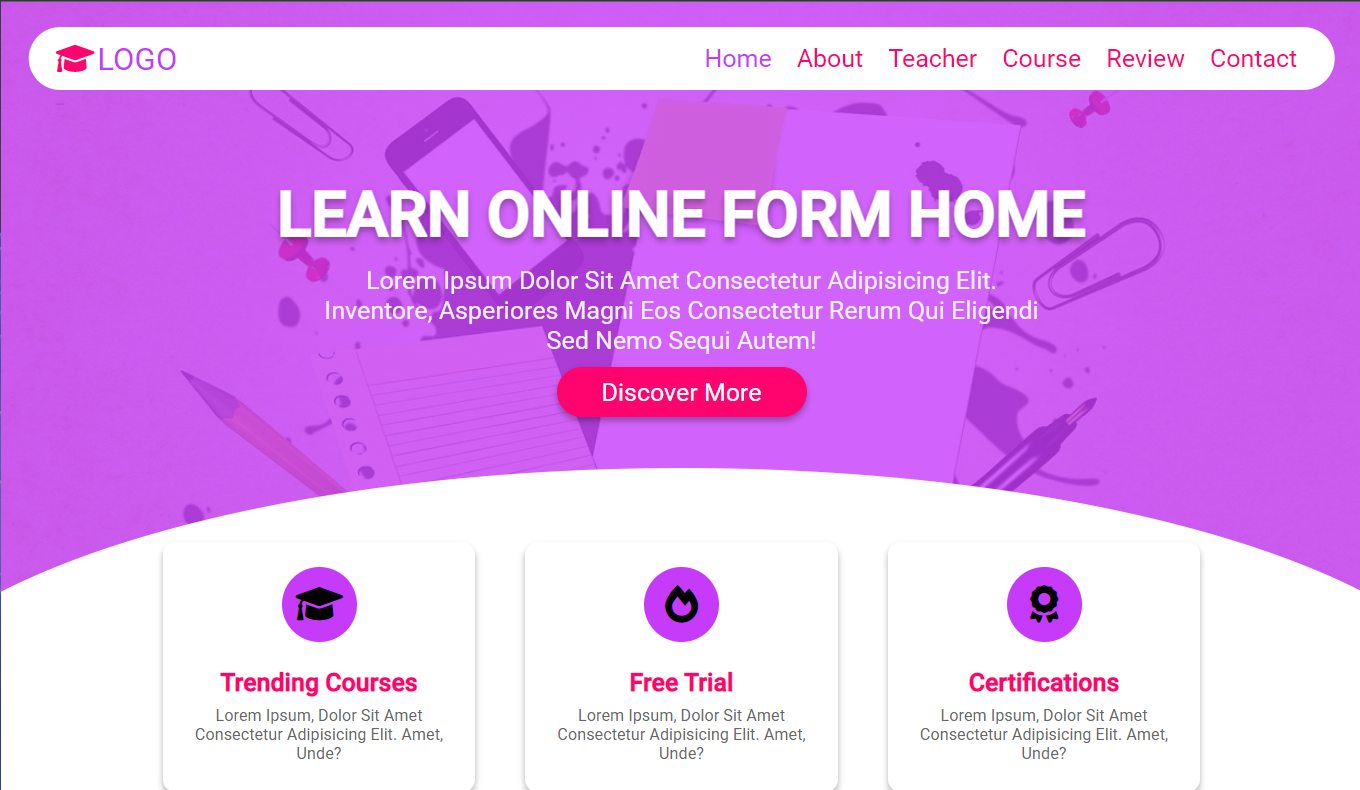 LOGO
Home About Teacher Course Review Contact
LEARN ONLINE FORM HOME
Lorem Ipsum Dolor Sit Amet Consectetur Adipisicing Elit.
Inventore, Asperiores Magni Eos Consectetur Rerum Qui Eligendi
Sed Nemo Sequi Autem!
Discover More
Trending Courses
Lorem Ipsum, Dolor Sit Amet
Consectetur Adipisicing Elit. Amet,
Unde?
Free Trial
Lorem Ipsum, Dolor Sit Amet
Consectetur Adipisicing Elit. Amet,
Unde?
Certifications
Lorem Ipsum, Dolor Sit Amet
Consectetur Adipisicing Elit. Amet,
Unde?